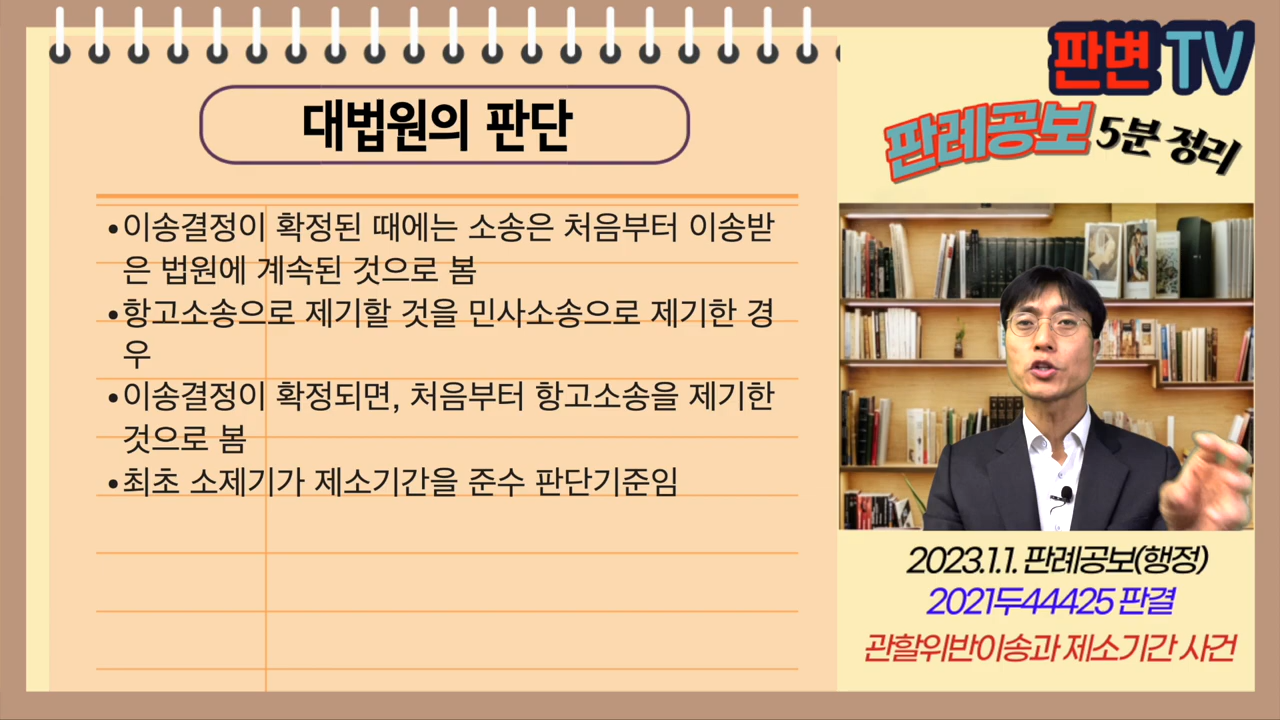 대법원의 판단
•이송결정이 확정된 때에는 소송은 처음부터 이송받
은 법원에 계속된 것으로 봄
•항고소송으로 제기할 것을 민사소송으로 제기한 경
우
•이송결정이 확정되면, 처음부터 항고소송을 제기한
것으로 봄
•최초 소제기가 제소기간을 준수 판단기준임
판변 TV
판례공보 5분 정리
2023.1.1. 판례공보(행정)
2021두44425 판결
관할위반이송과 제소기간 사건